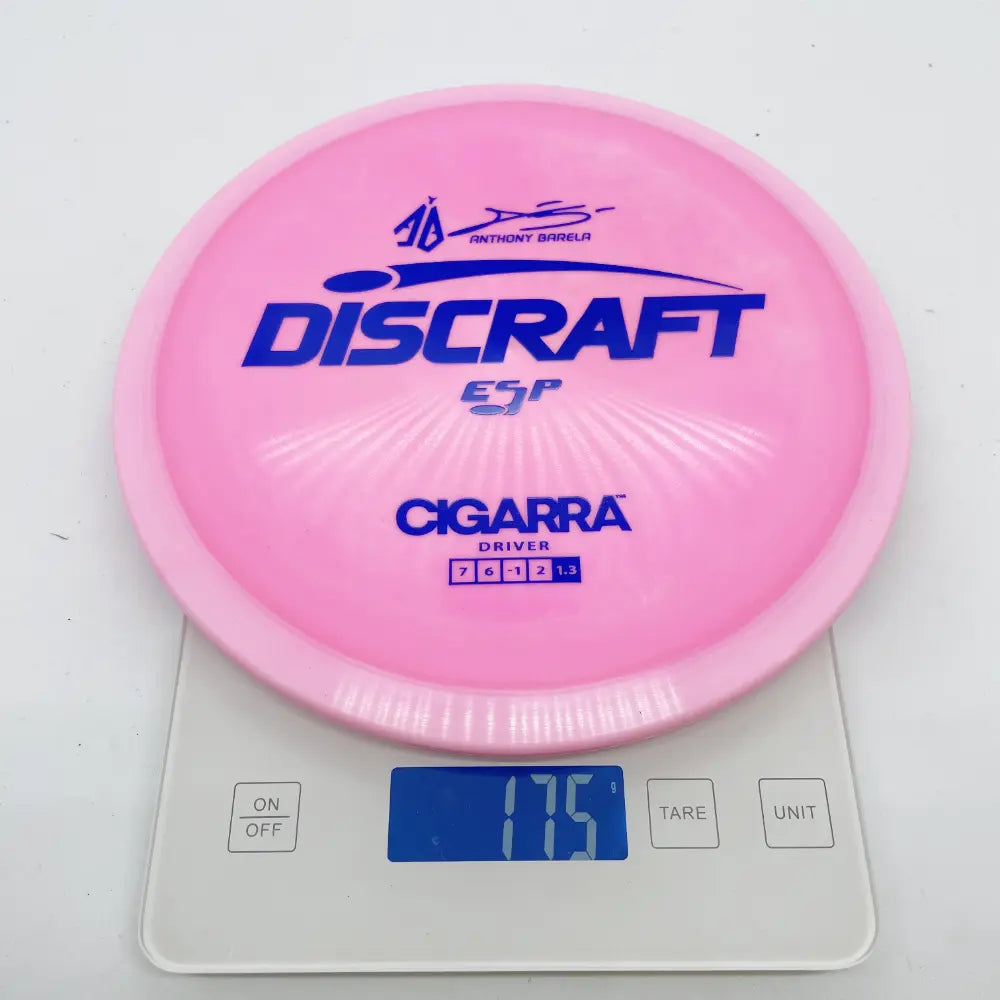 ANTHONY BARELA
DISCRAFT
ESP
CIGARRA™
DRIVER
7 6 -1 2 1.3
ON
OFF
175 g
TARE
UNIT